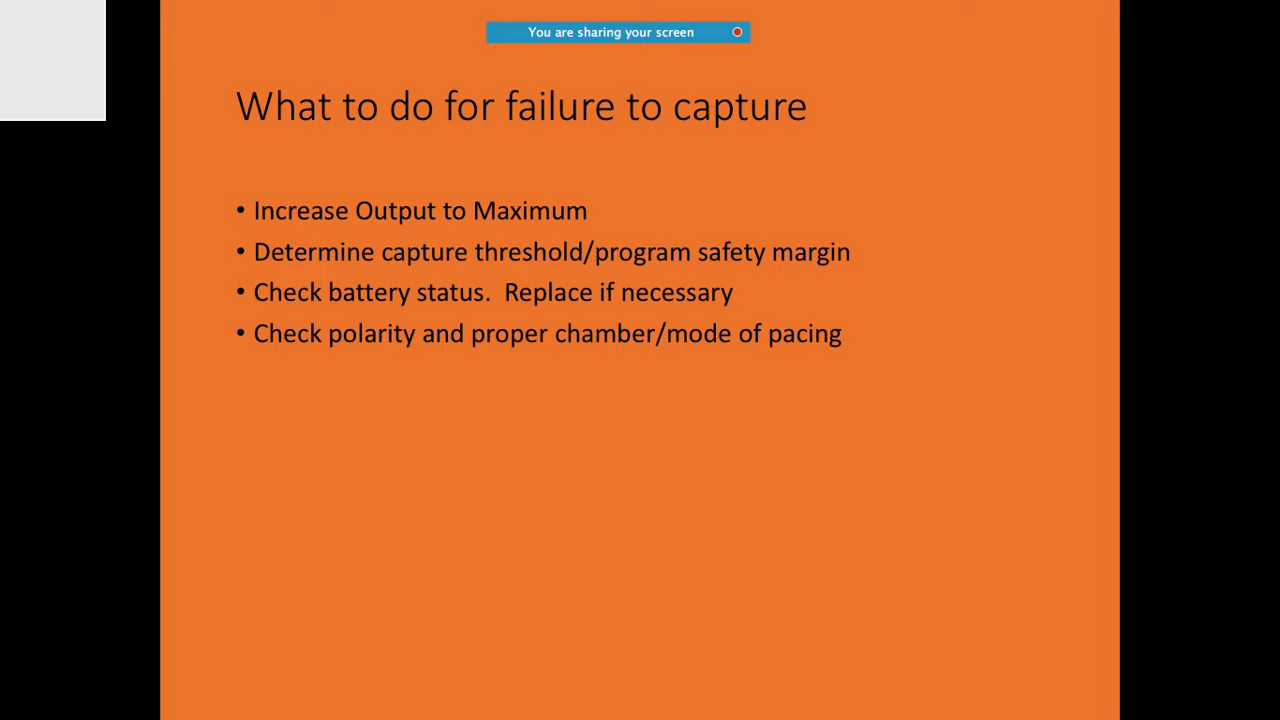 You are sharing your screen
What to do for failure to capture
• Increase Output to Maximum
• Determine capture threshold/program safety margin
• Check battery status.  Replace if necessary
• Check polarity and proper chamber/mode of pacing